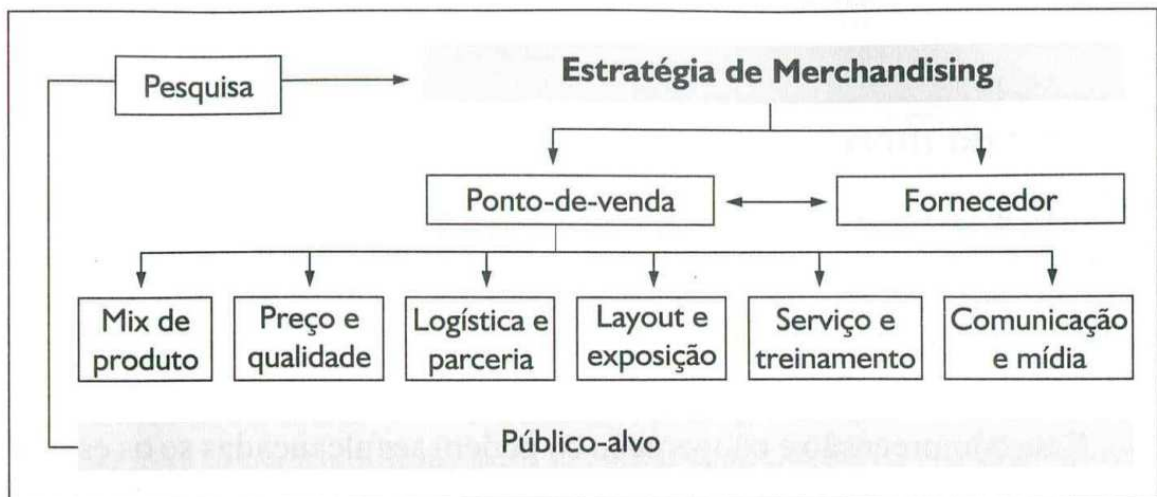 Estratégia de Merchandising
Pesquisa
Ponto-de-venda
Fornecedor
Mix de
produto
Preço e
qualidade
Logística e
parceria
Layout e
exposição
Serviço e
treinamento
Comunicação
e mídia
Público-alvo